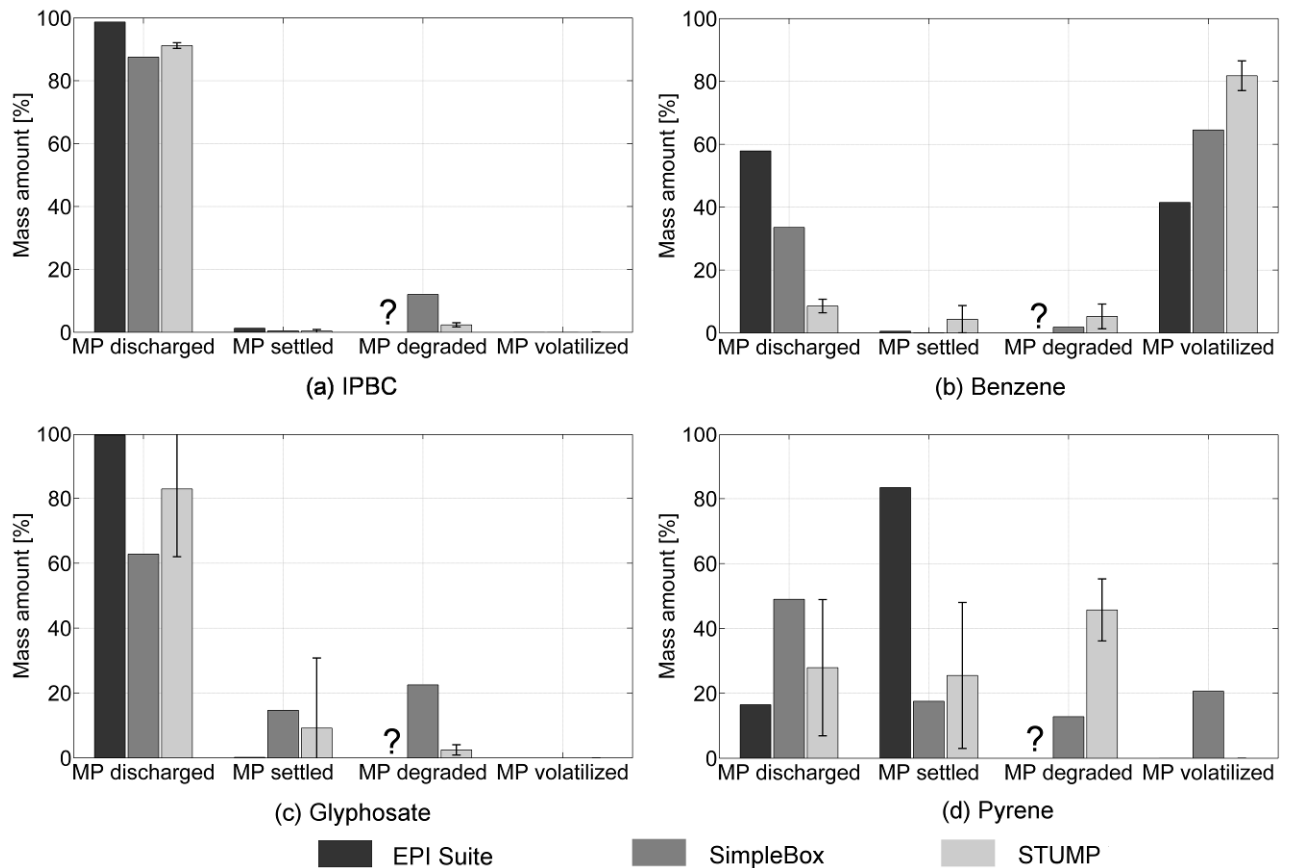 100
80
60
40
20
0
Mass amount [%]
?
MP discharged MP settled MP degraded MP volatilized
(a) IPBC
100
80
60
40
20
0
Mass amount [%]
?
MP discharged MP settled MP degraded MP volatilized
(b) Benzene
100
80
60
40
20
0
Mass amount [%]
?
MP discharged MP settled MP degraded MP volatilized
(c) Glyphosate
100
80
60
40
20
0
Mass amount [%]
?
MP discharged MP settled MP degraded MP volatilized
(d) Pyrene
EPI Suite SimpleBox STUMP